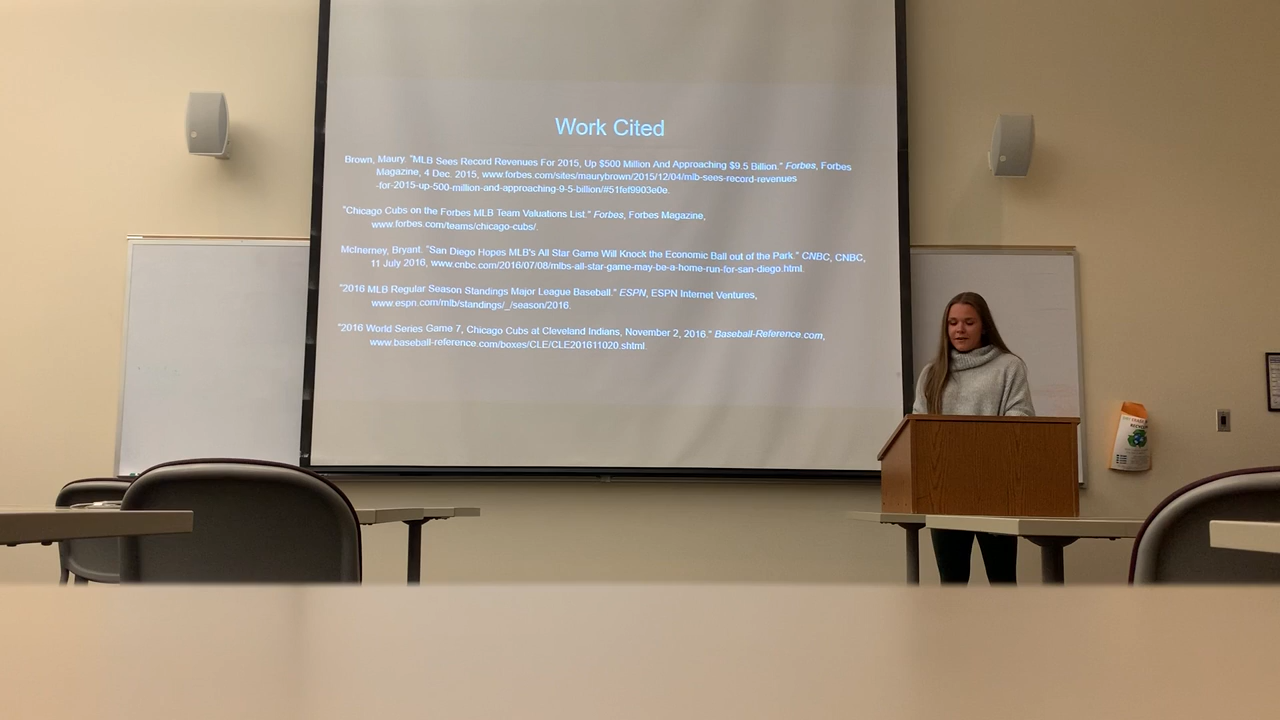 Work Cited
Brown, Maury. "MLB Sees Record Revenues For 2015, Up $500 Million And Approaching $9.5 Billion." Forbes, Forbes
Magazine, 4 Dec. 2015, www.forbes.com/sites/maurybrown/2015/12/04/mlb-sees-record-revenues
-for-2015-up-500-million-and-approaching-9-5-billion/#51fef9903e0e.
"Chicago Cubs on the Forbes MLB Team Valuations List." Forbes, Forbes Magazine,
www.forbes.com/teams/chicago-cubs/.
McInerney, Bryant. "San Diego Hopes MLB's All Star Game Will Knock the Economic Ball out of the Park." CNBC, CNBC,
11 July 2016, www.cnbc.com/2016/07/08/mlbs-all-star-game-may-be-a-home-run-for-san-diego.html.
"2016 MLB Regular Season Standings Major League Baseball." ESPN, ESPN Internet Ventures,
www.espn.com/mlb/standings/_/season/2016.
"2016 World Series Game 7, Chicago Cubs at Cleveland Indians, November 2, 2016." Baseball-Reference.com,
www.baseball-reference.com/boxes/CLE/CLE201611020.shtml.